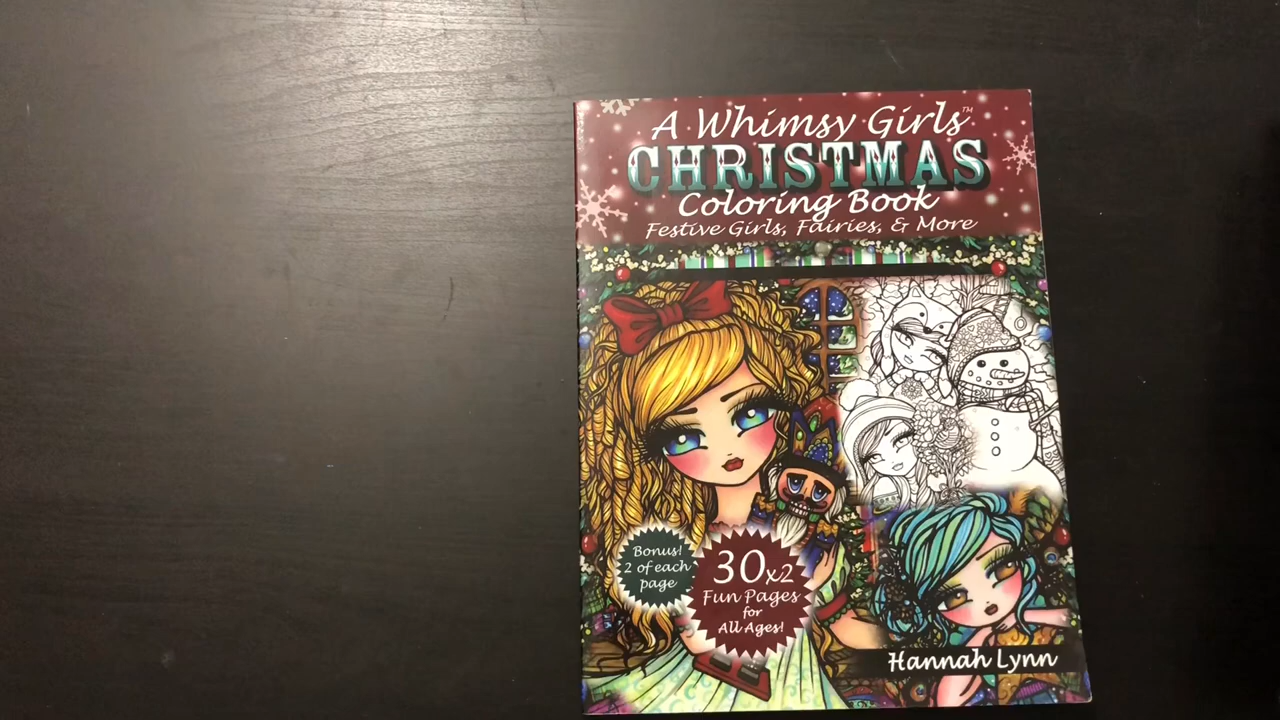 A Whimsy Girls™
CHRISTMAS
Coloring Book
Festive Girls, Fairies, & More
Bonus!
2 of each
page
30x2
Fun Pages
for
All Ages!
Hannah Lynn